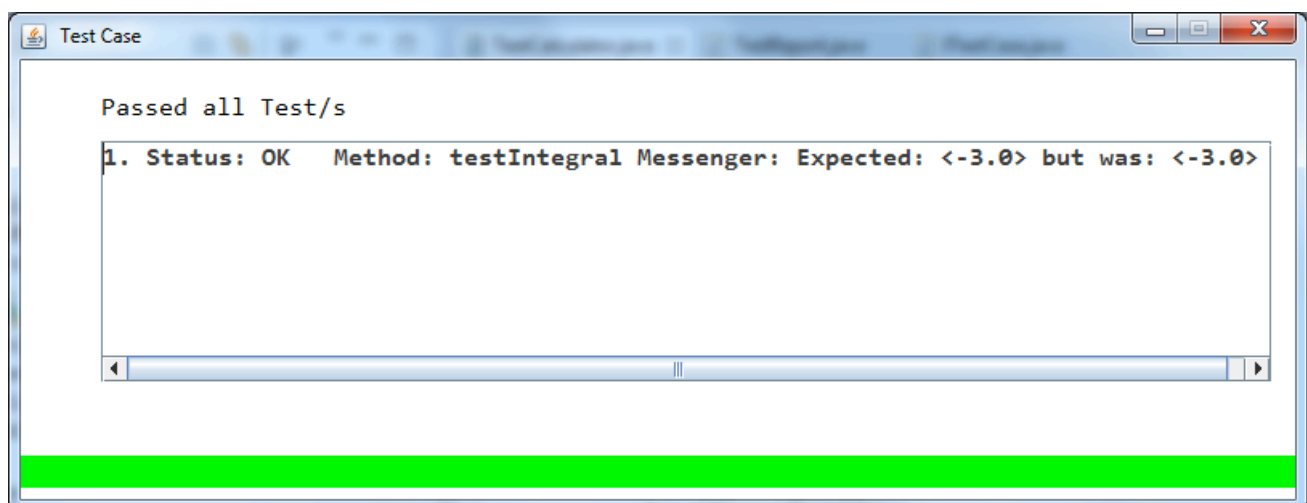 Test Case
Passed all Test/s
1. Status: OK   Method: testIntegral Messenger: Expected: <-3.0> but was: <-3.0>